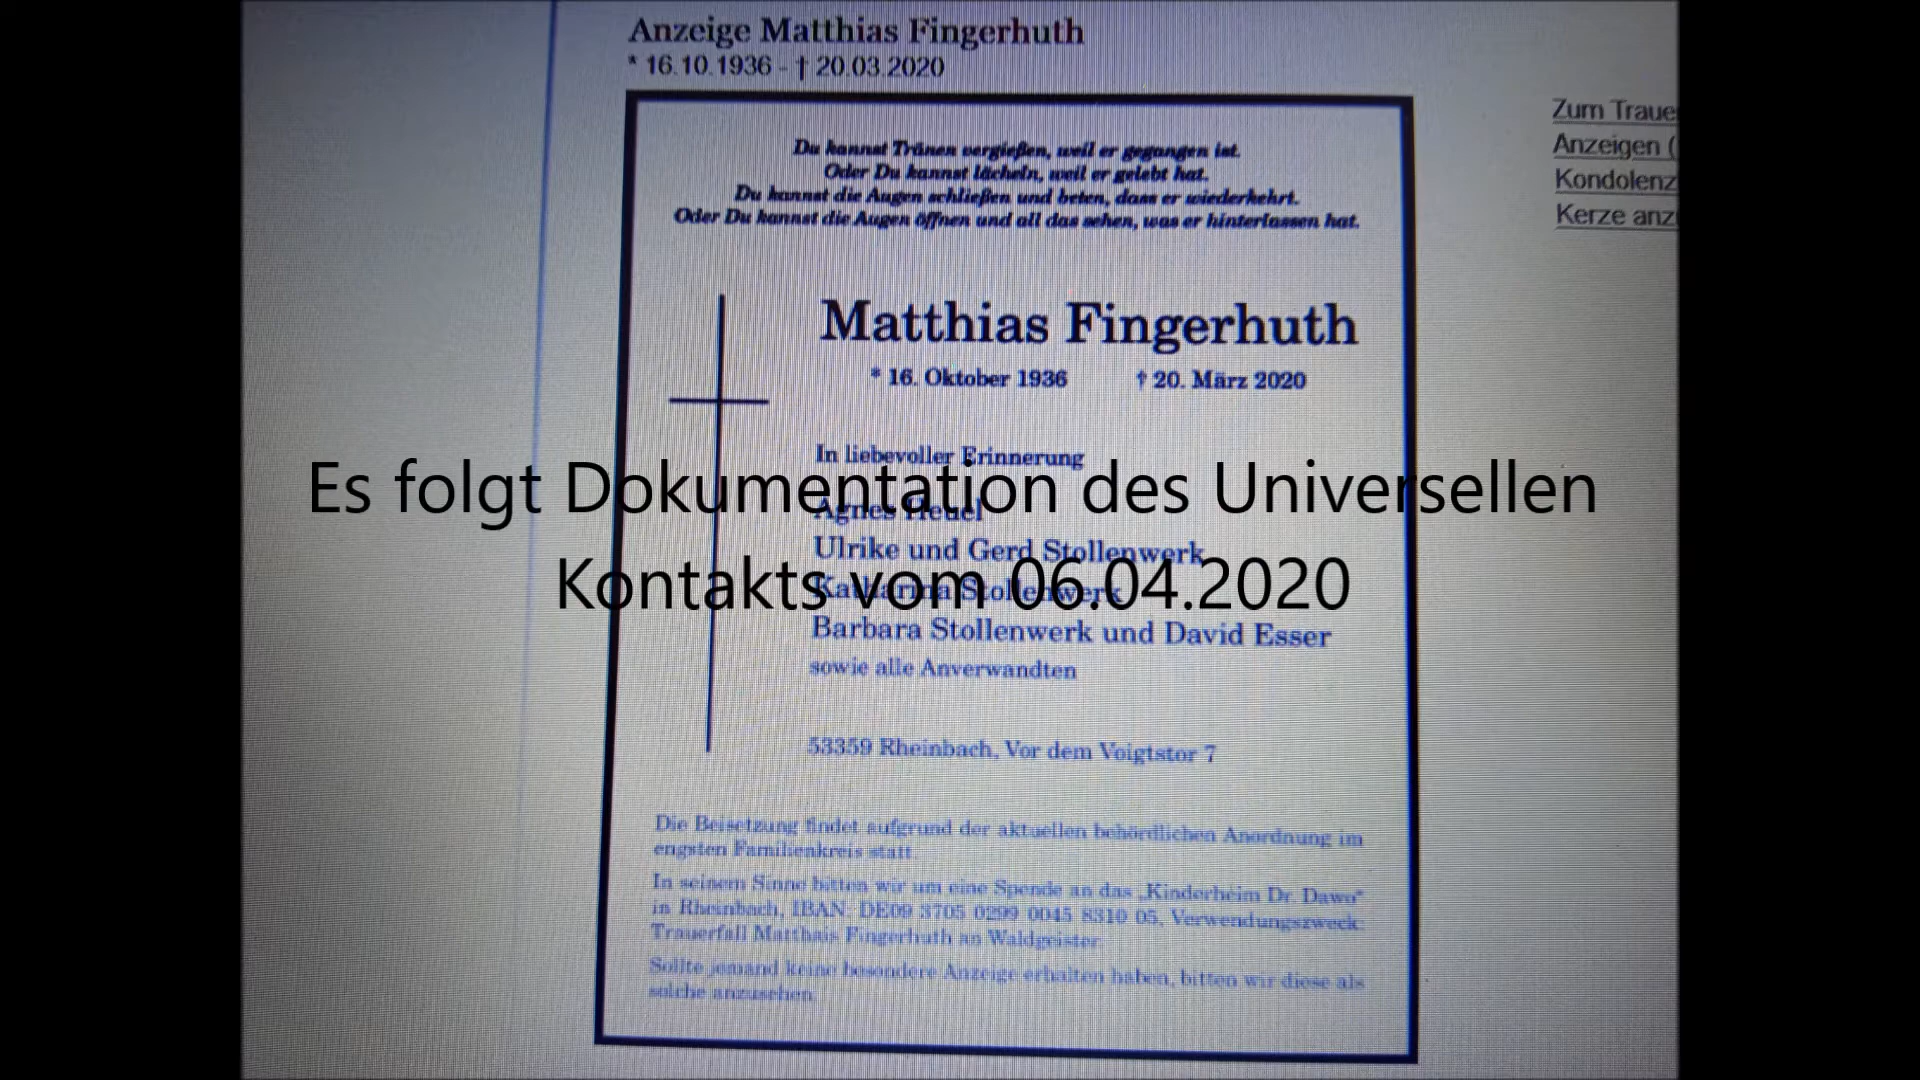 Anzeige Matthias Fingerhuth
* 16.10.1936 - † 20.03.2020
Zum Traue
Anzeigen (
Kondolenz
Kerze anz
Du kannst Tränen vergießen, weil er gegangen ist.
Oder Du kannst lächeln, weil er gelebt hat.
Du kannst die Augen schließen und beten, dass er wiederkehrt.
Oder Du kannst die Augen öffnen und all das sehen, was er hinterlassen hat.
Matthias Fingerhuth
* 16. Oktober 1936 † 20. März 2020
In liebevoller Erinnerung
Es folgt Dokumentation des Universellen
Agnes Heuel
Ulrike und Gerd Stollenwerk
Kontakts vom 06.04.2020
Katharina Stollenwerk
Barbara Stollenwerk und David Esser
sowie alle Anverwandten
53359 Rheinbach, Vor dem Voigtstor 7
Die Beisetzung findet aufgrund der aktuellen behördlichen Anordnung im
engsten Familienkreis statt.
In seinem Sinne bitten wir um eine Spende an das „Kinderheim Dr. Dawo“
in Rheinbach, IBAN: DE09 3705 0299 0045 8310 05, Verwendungszweck:
Trauerfall Matthais Fingerhuth an Waldgeister.
Sollte jemand keine besondere Anzeige erhalten haben, bitten wir diese als
solche anzusehen.